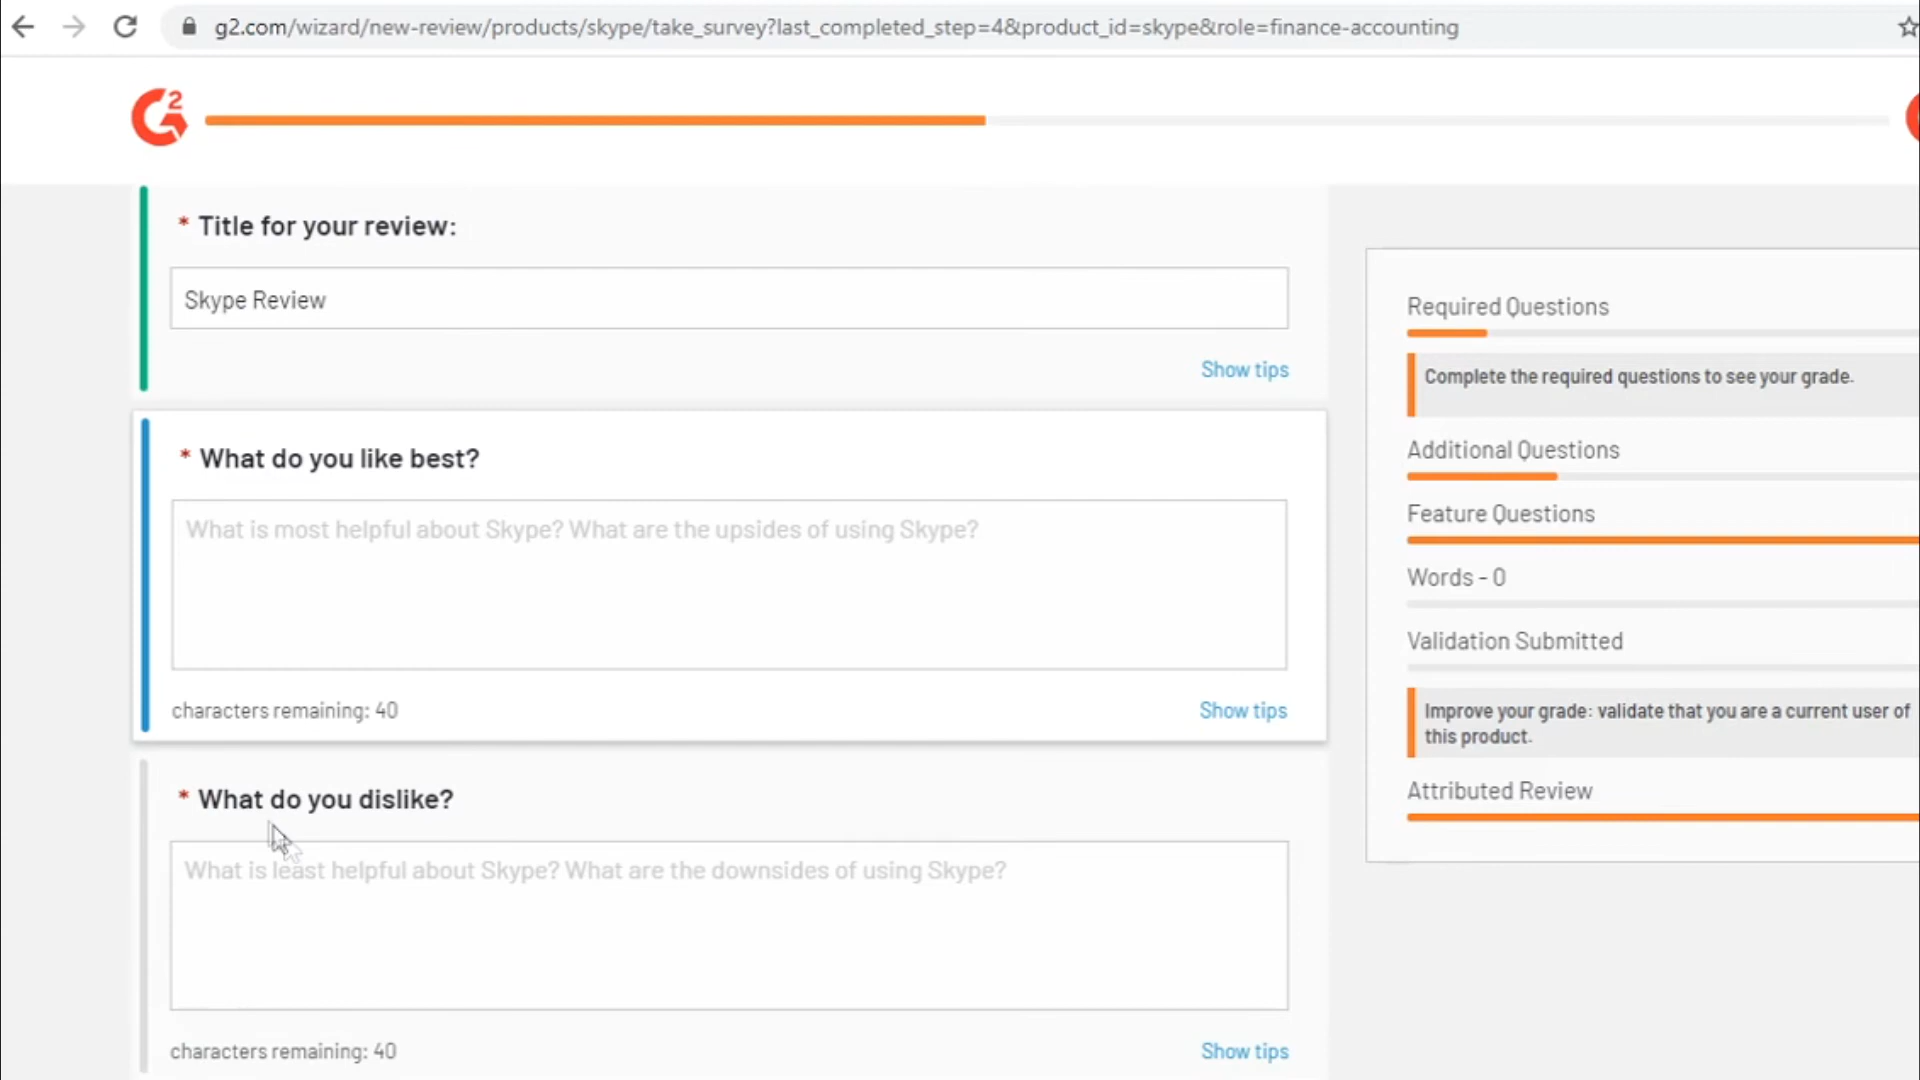 g2.com/wizard/new-review/products/skype/take_survey?last_completed_step=4&product_id=skype&role=finance-accounting
G2
* Title for your review:
Skype Review
Show tips
* What do you like best?
What is most helpful about Skype? What are the upsides of using Skype?
characters remaining: 40
Show tips
* What do you dislike?
What is least helpful about Skype? What are the downsides of using Skype?
characters remaining: 40
Show tips
Required Questions
Complete the required questions to see your grade.
Additional Questions
Feature Questions
Words - 0
Validation Submitted
Improve your grade: validate that you are a current user of
this product.
Attributed Review